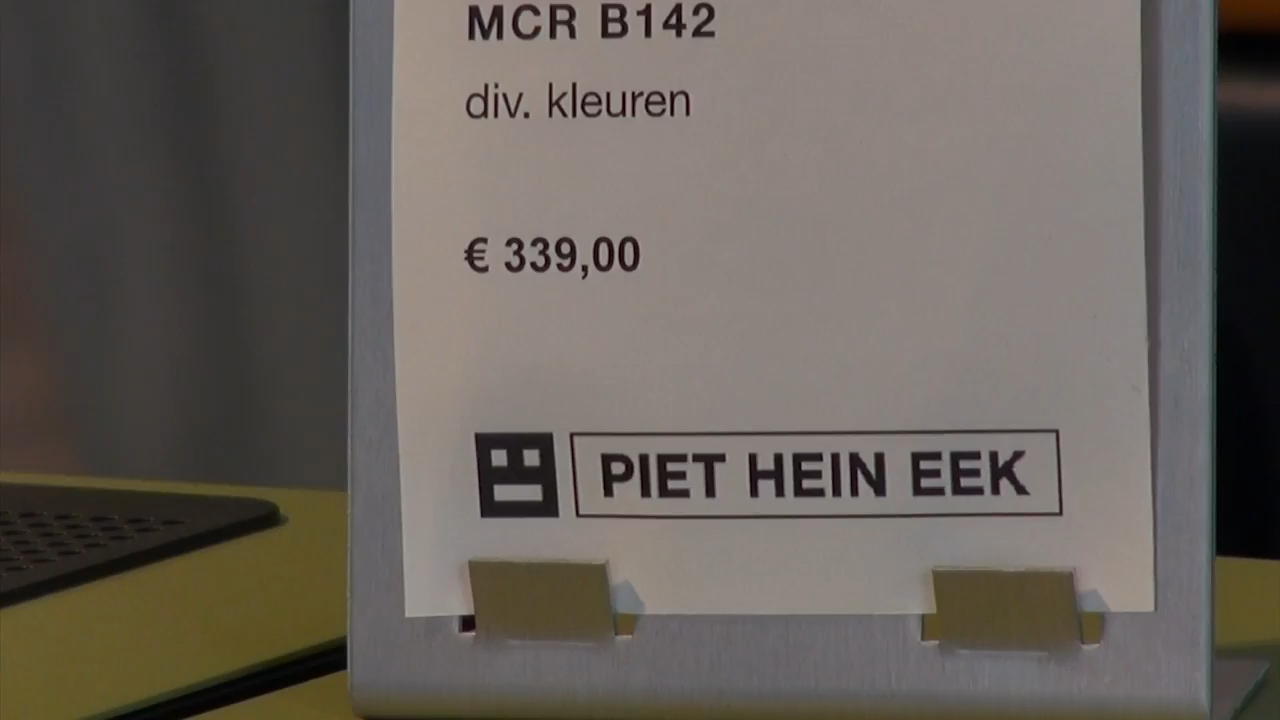 MCR B142
div. kleuren
€ 339,00
PIET HEIN EEK